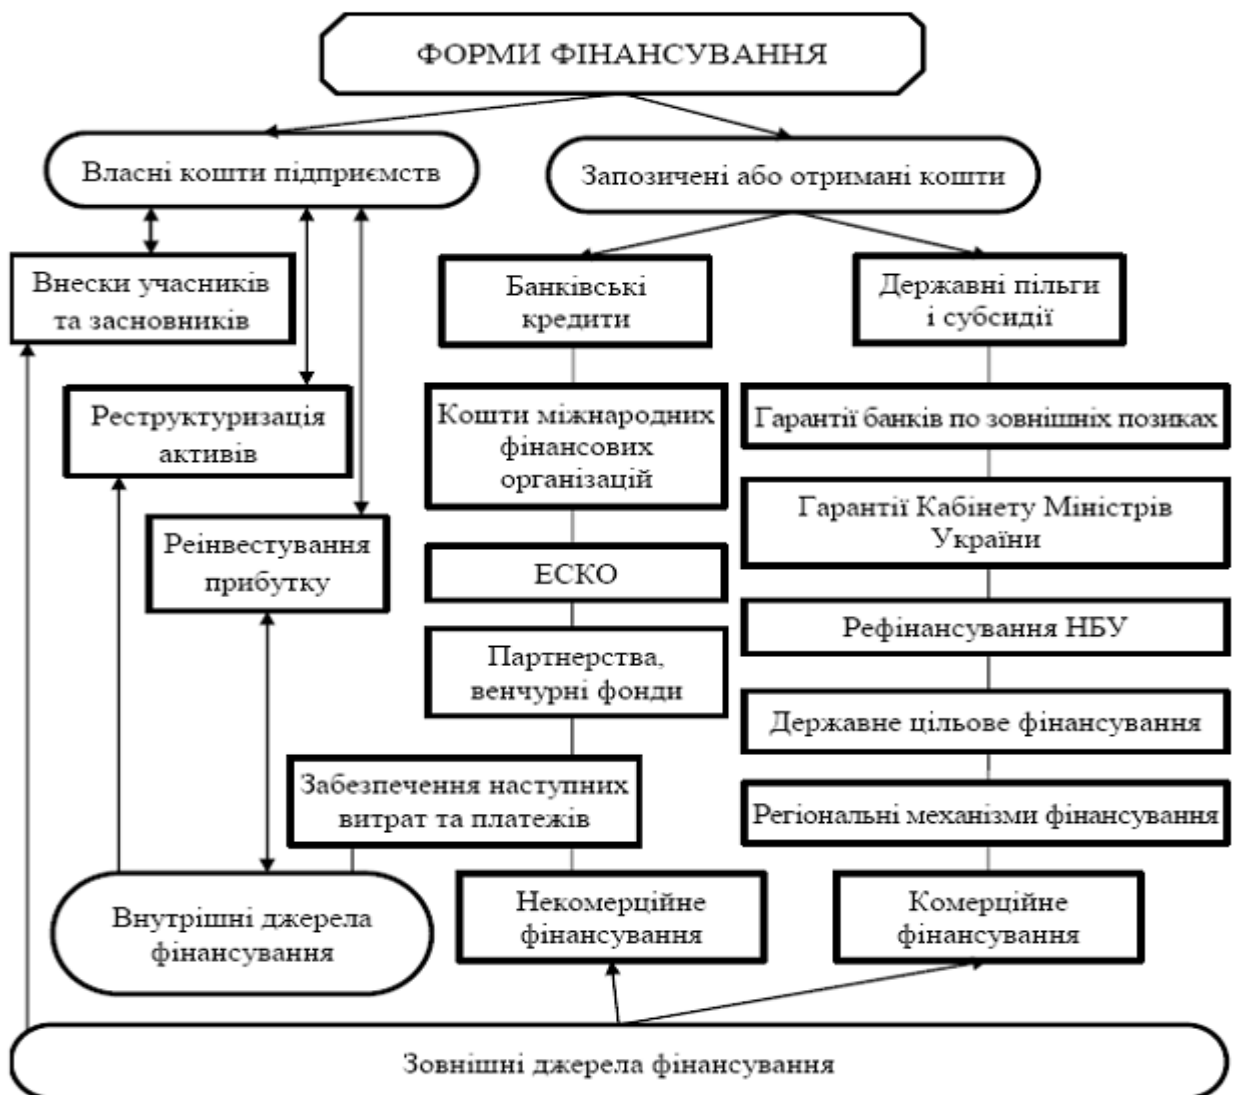 ФОРМИ ФІНАНСУВАННЯ
Власні кошти підприємств
Запозичені або отримані кошти
Внески учасників
та засновників
Банківські
кредити
Державні пільги
і субсидії
Реструктуризація
активів
Кошти міжнародних
фінансових
організацій
Гарантії банків по зовнішніх позиках
Гарантії Кабінету Міністрів
України
Реінвестування
прибутку
ЕСКО
Рефінансування НБУ
Партнерства,
венчурні фонди
Державне цільове фінансування
Забезпечення наступних
витрат та платежів
Регіональні механізми фінансування
Внутрішні джерела
фінансування
Некомерційне
фінансування
Комерційне
фінансування
Зовнішні джерела фінансування